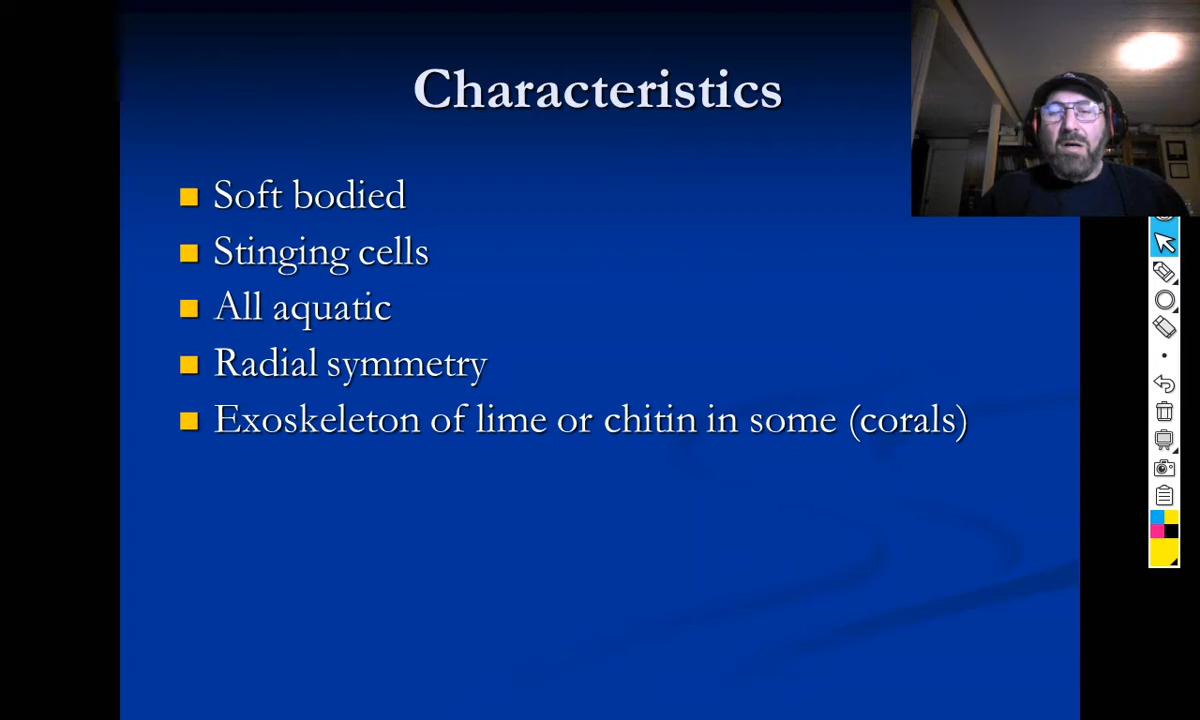 Characteristics
Soft bodied
Stinging cells
All aquatic
Radial symmetry
Exoskeleton of lime or chitin in some (corals)